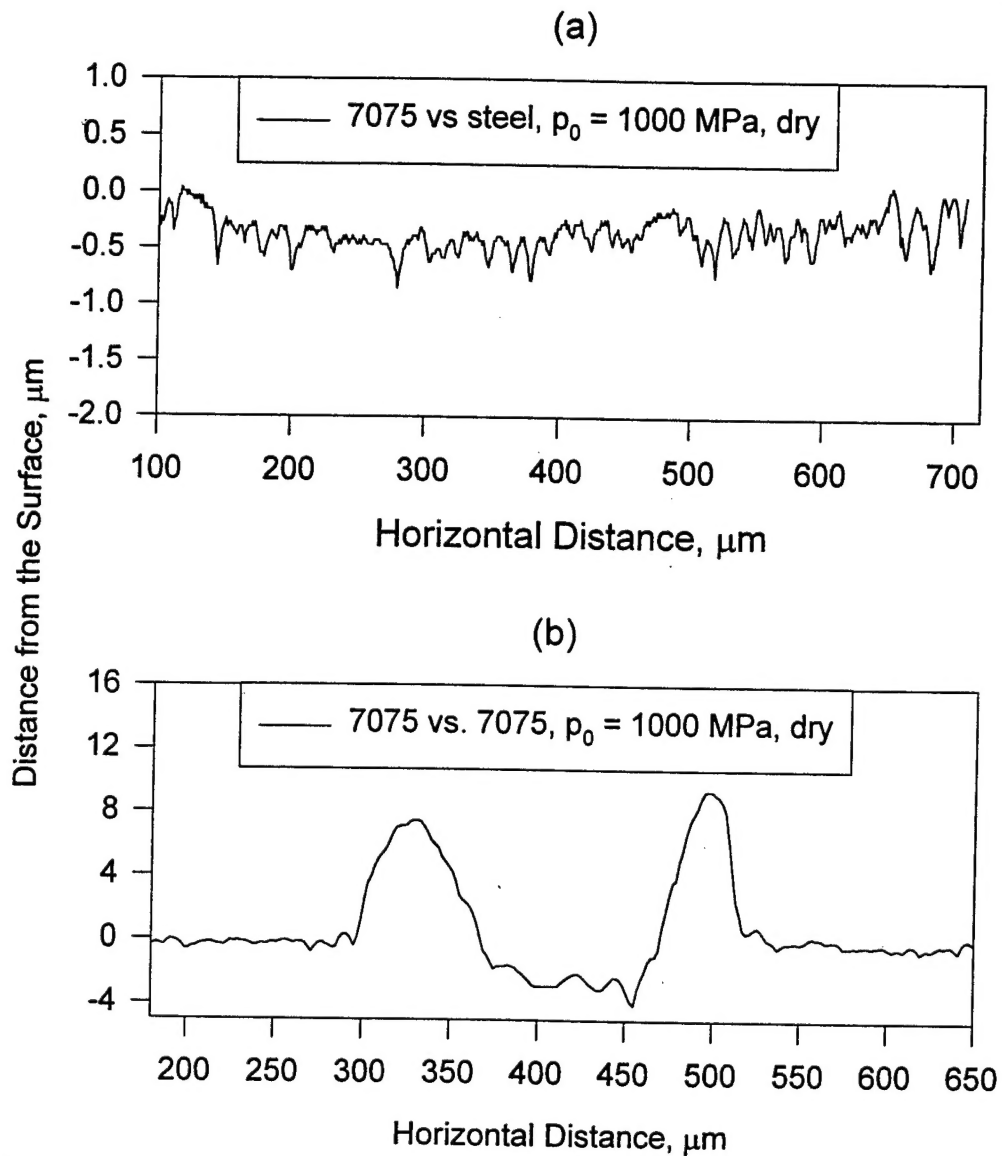 (a)
1.0
0.5
0.0
-0.5
-1.0
-1.5
-2.0
7075 vs steel, p0 = 1000 MPa, dry
100 200 300 400 500 600 700
Horizontal Distance, μm
Distance from the Surface, μm
(b)
16
12
8
4
0
-4
7075 vs. 7075, p0 = 1000 MPa, dry
200 250 300 350 400 450 500 550 600 650
Horizontal Distance, μm